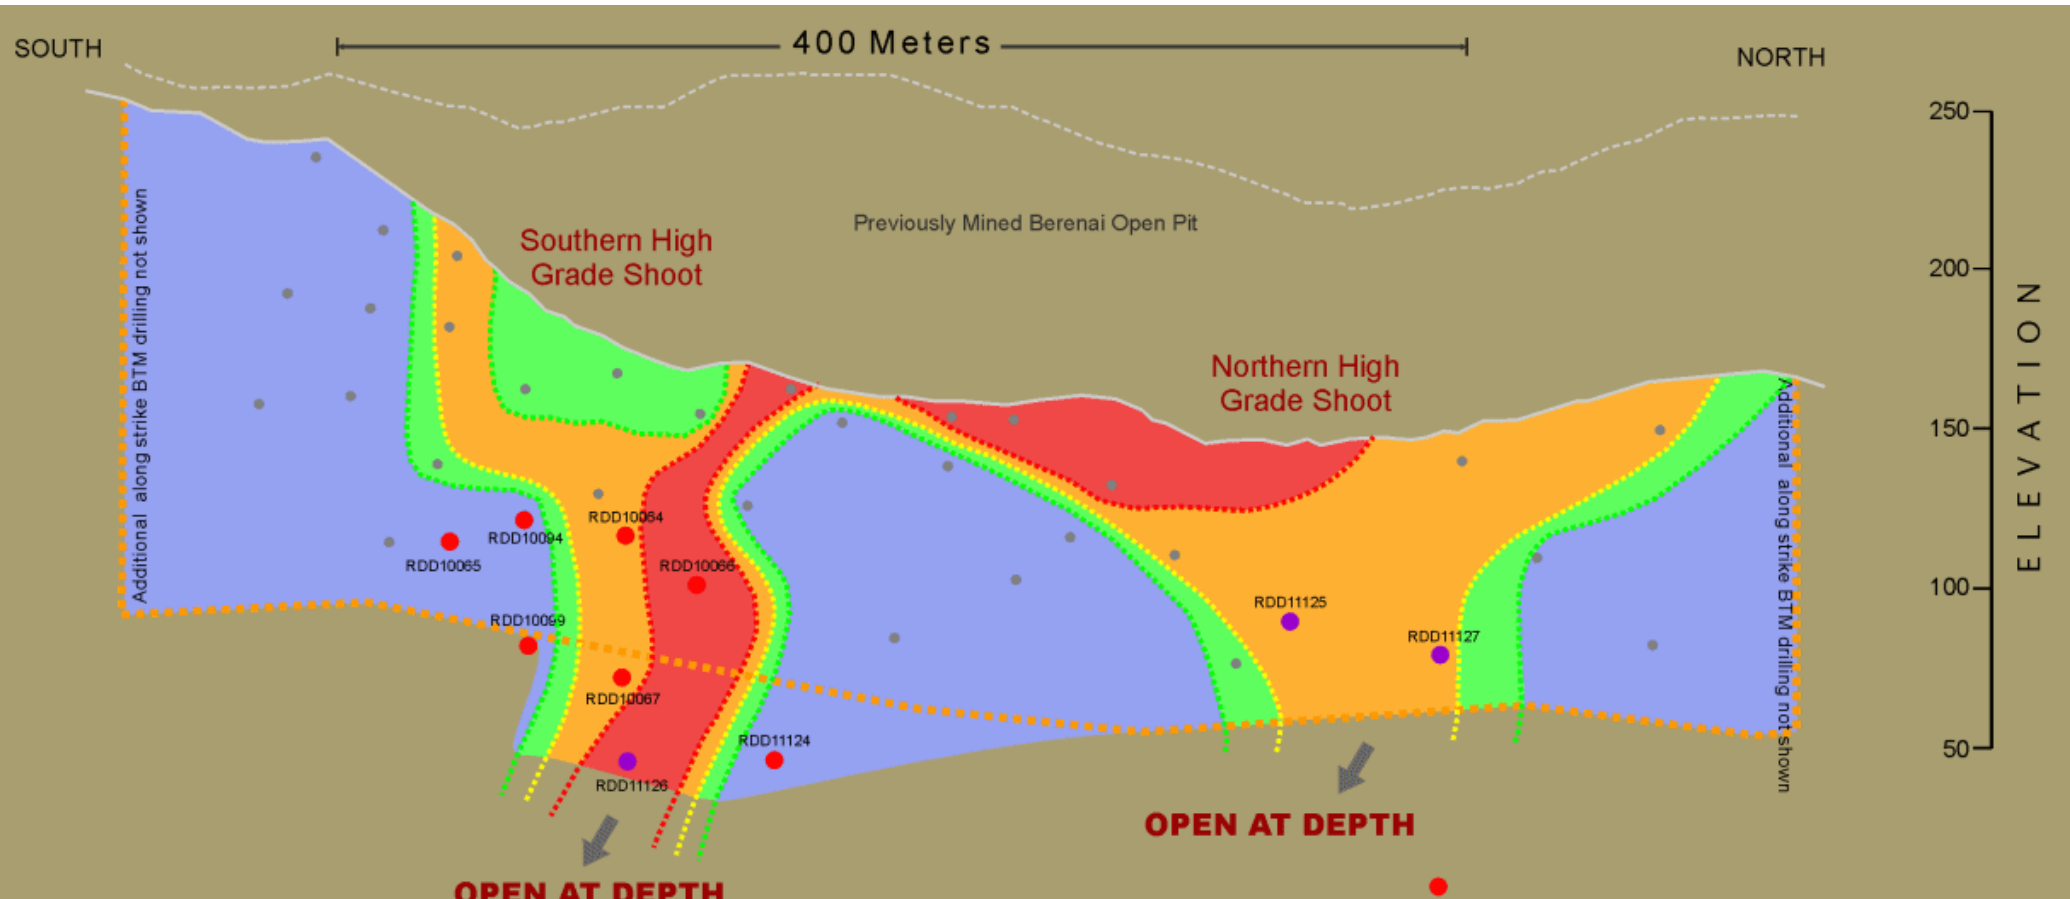 SOUTH
400 Meters
NORTH
250
Previously Mined Berenai Open Pit
Southern High
Grade Shoot
200
ELEVATION
Additional along strike BTM drilling not shown
Northern High
Grade Shoot
Additional along strike BTM drilling not shown
150
RDD10064
RDD10094
RDD10065
RDD10066
100
RDD11125
RDD10099
RDD11127
RDD10067
RDD11124
50
RDD11126
OPEN AT DEPTH
OPEN AT DEPTH